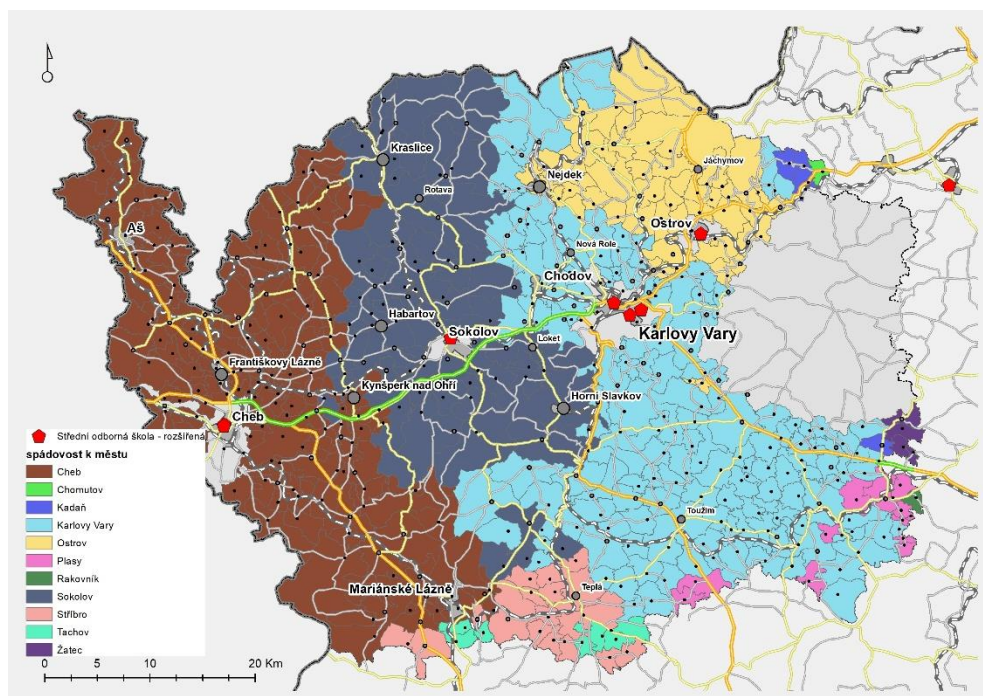 Kraslice
Rotava
Nejdek
Jáchymov
Aš
Ostrov
Nová Role
Chodov
Karlovy Vary
Habartov
Sokolov
Loket
Františkovy Lázně
Kynšperk nad Ohří
Horní Slavkov
Cheb
Střední odborná škola - rozšířená
spádovost k městu
Cheb
Chomutov
Kadaň
Karlovy Vary
Ostrov
Plasy
Rakovník
Sokolov
Stříbro
Tachov
Žatec
Toužim
Mariánské Lázně
Teplá
0 5 10 20 Km